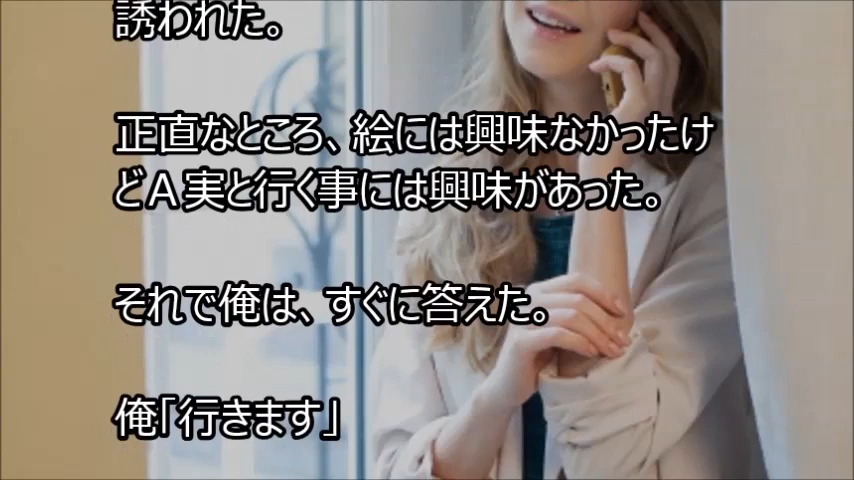 誘われた。
正直なところ、絵には興味なかったけ
どＡ実と行く事には興味があった。
それで俺は、すぐに答えた。
俺「行きます」